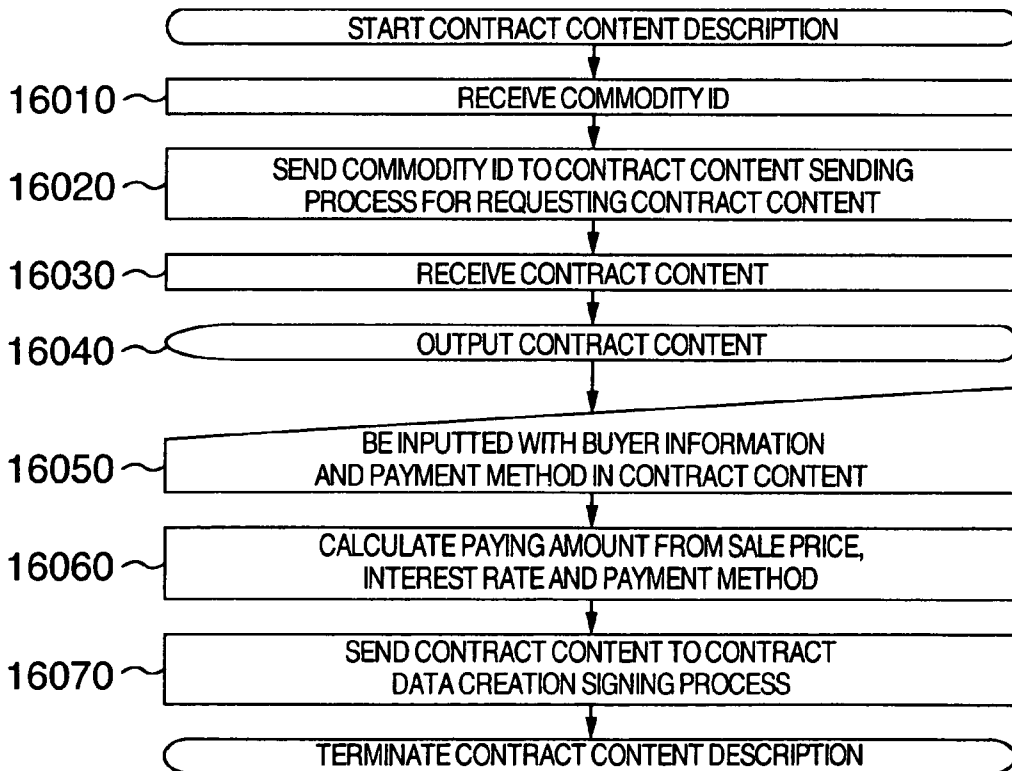 START CONTRACT CONTENT DESCRIPTION
16010
RECEIVE COMMODITY ID
16020
SEND COMMODITY ID TO CONTRACT CONTENT SENDING
PROCESS FOR REQUESTING CONTRACT CONTENT
16030
RECEIVE CONTRACT CONTENT
16040
OUTPUT CONTRACT CONTENT
16050
BE INPUTTED WITH BUYER INFORMATION
AND PAYMENT METHOD IN CONTRACT CONTENT
16060
CALCULATE PAYING AMOUNT FROM SALE PRICE,
INTEREST RATE AND PAYMENT METHOD
16070
SEND CONTRACT CONTENT TO CONTRACT
DATA CREATION SIGNING PROCESS
TERMINATE CONTRACT CONTENT DESCRIPTION